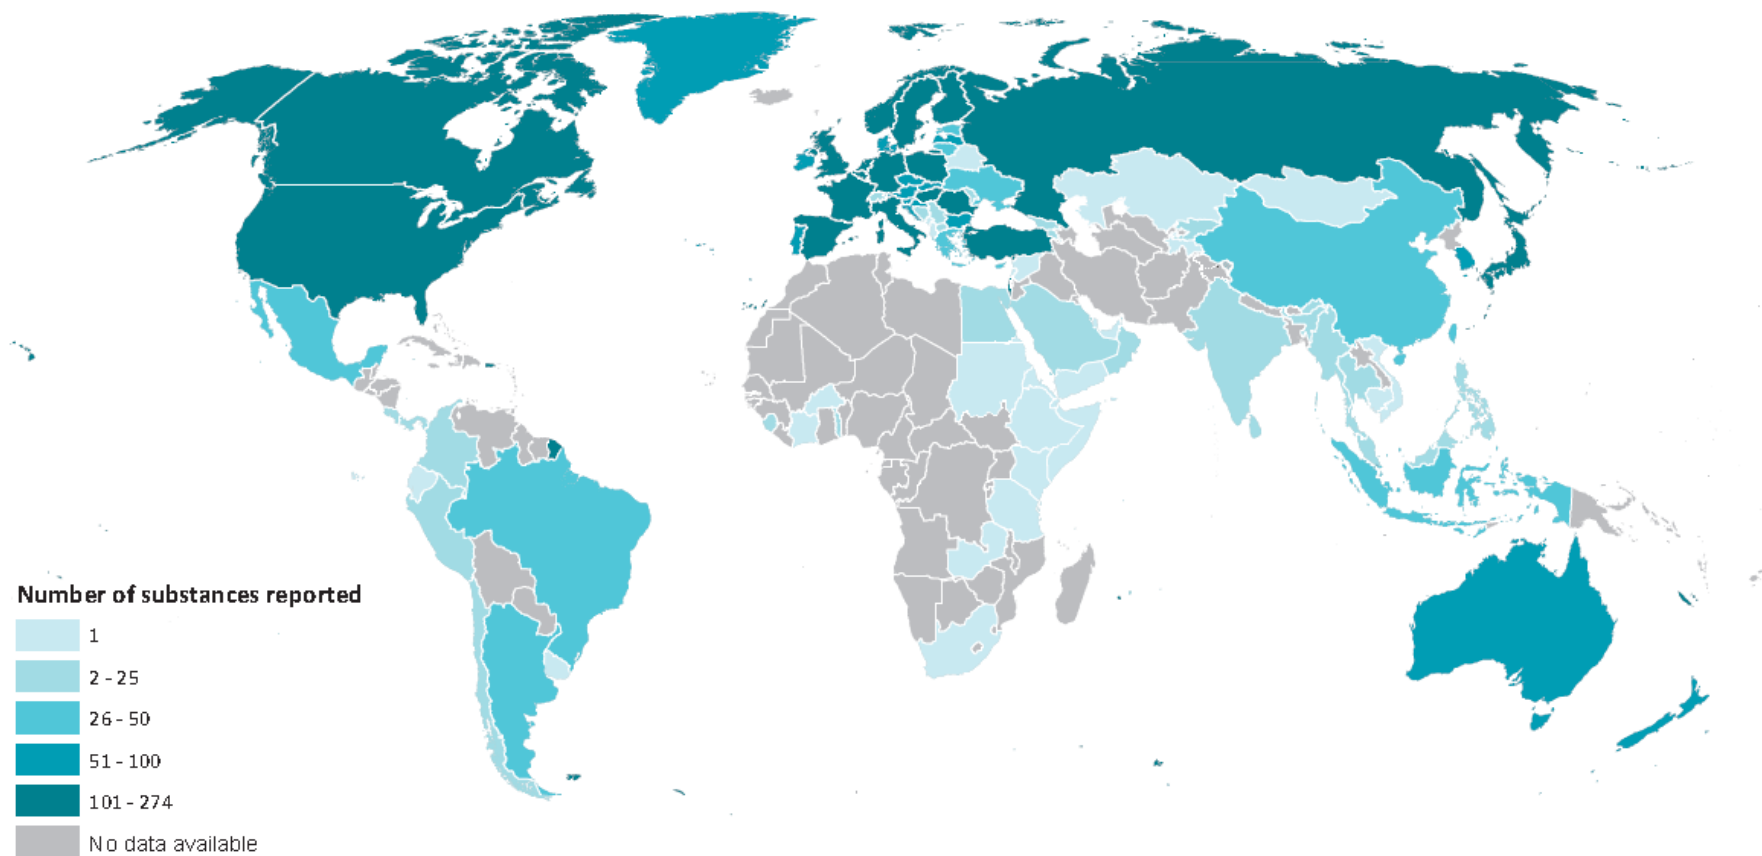 Number of substances reported
1
2 - 25
26 - 50
51 - 100
101 - 274
No data available